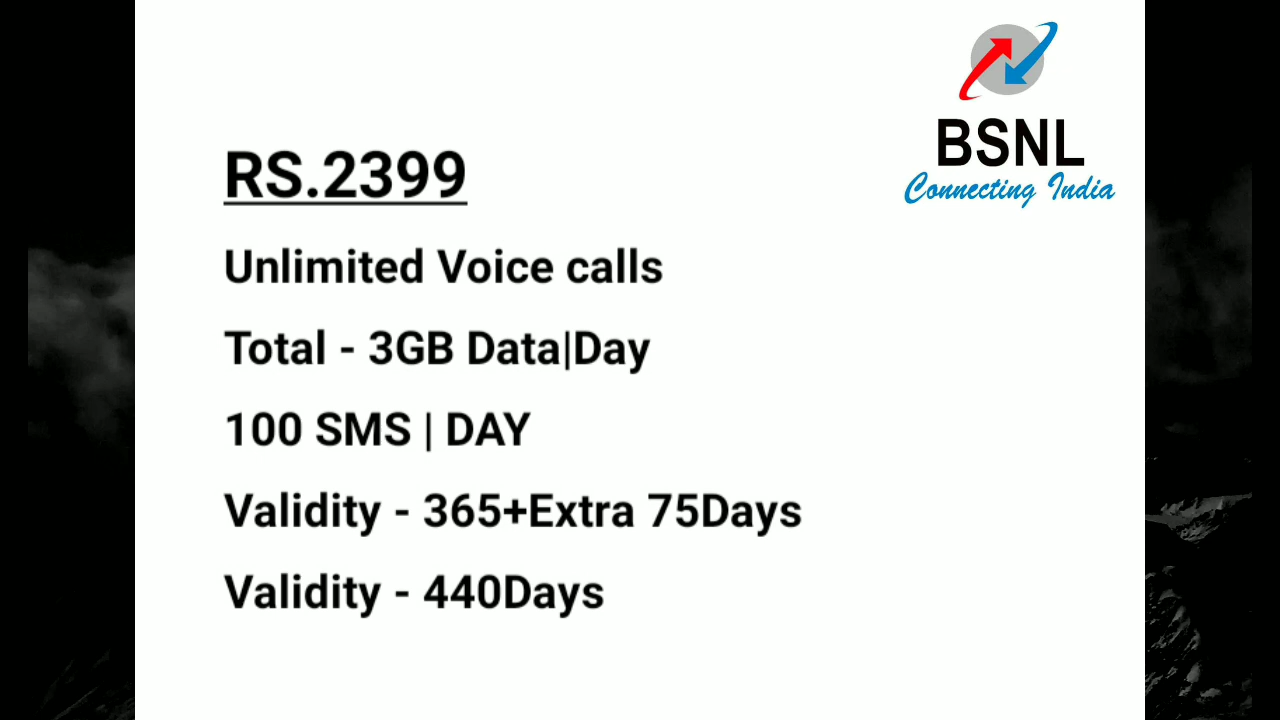 BSNL
Connecting India
RS.2399
Unlimited Voice calls
Total - 3GB Data|Day
100 SMS | DAY
Validity - 365+Extra 75Days
Validity - 440Days